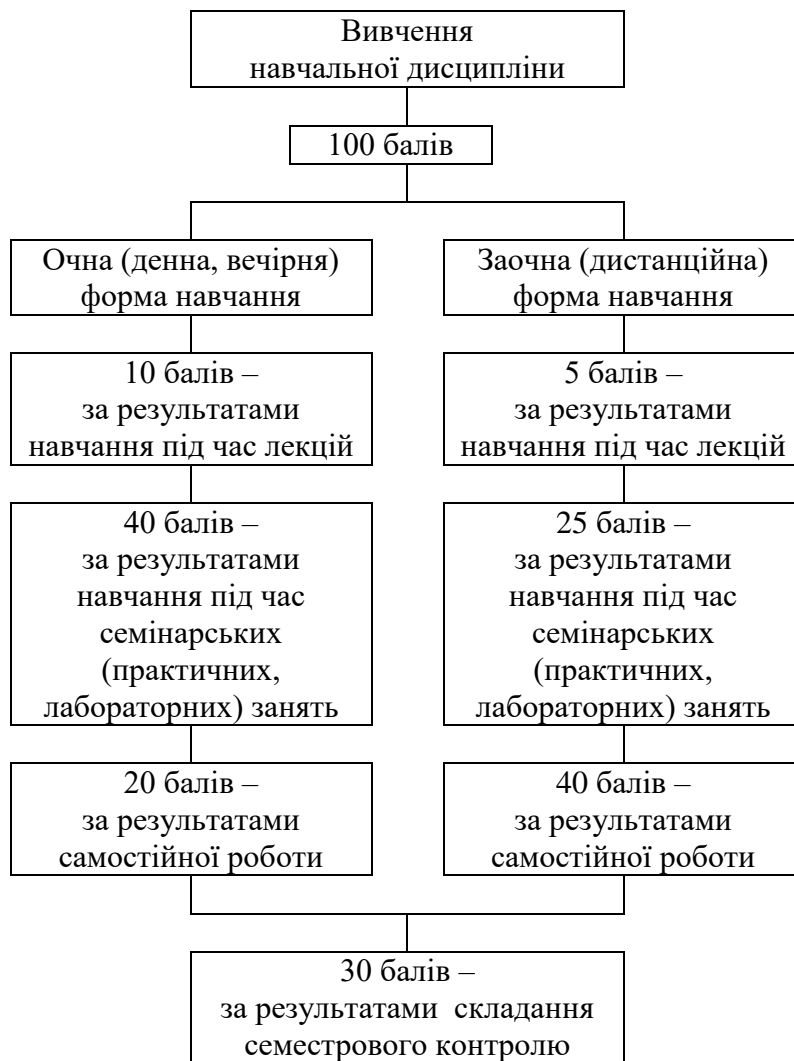 Вивчення
навчальної дисципліни
100 балів
Очна (денна, вечірня)
форма навчання
Заочна (дистанційна)
форма навчання
10 балів –
за результатами
навчання під час лекцій
5 балів –
за результатами
навчання під час лекцій
40 балів –
за результатами
навчання під час
семінарських
(практичних,
лабораторних) занять
25 балів –
за результатами
навчання під час
семінарських
(практичних,
лабораторних) занять
20 балів –
за результатами
самостійної роботи
40 балів –
за результатами
самостійної роботи
30 балів –
за результатами складання
семестрового контролю